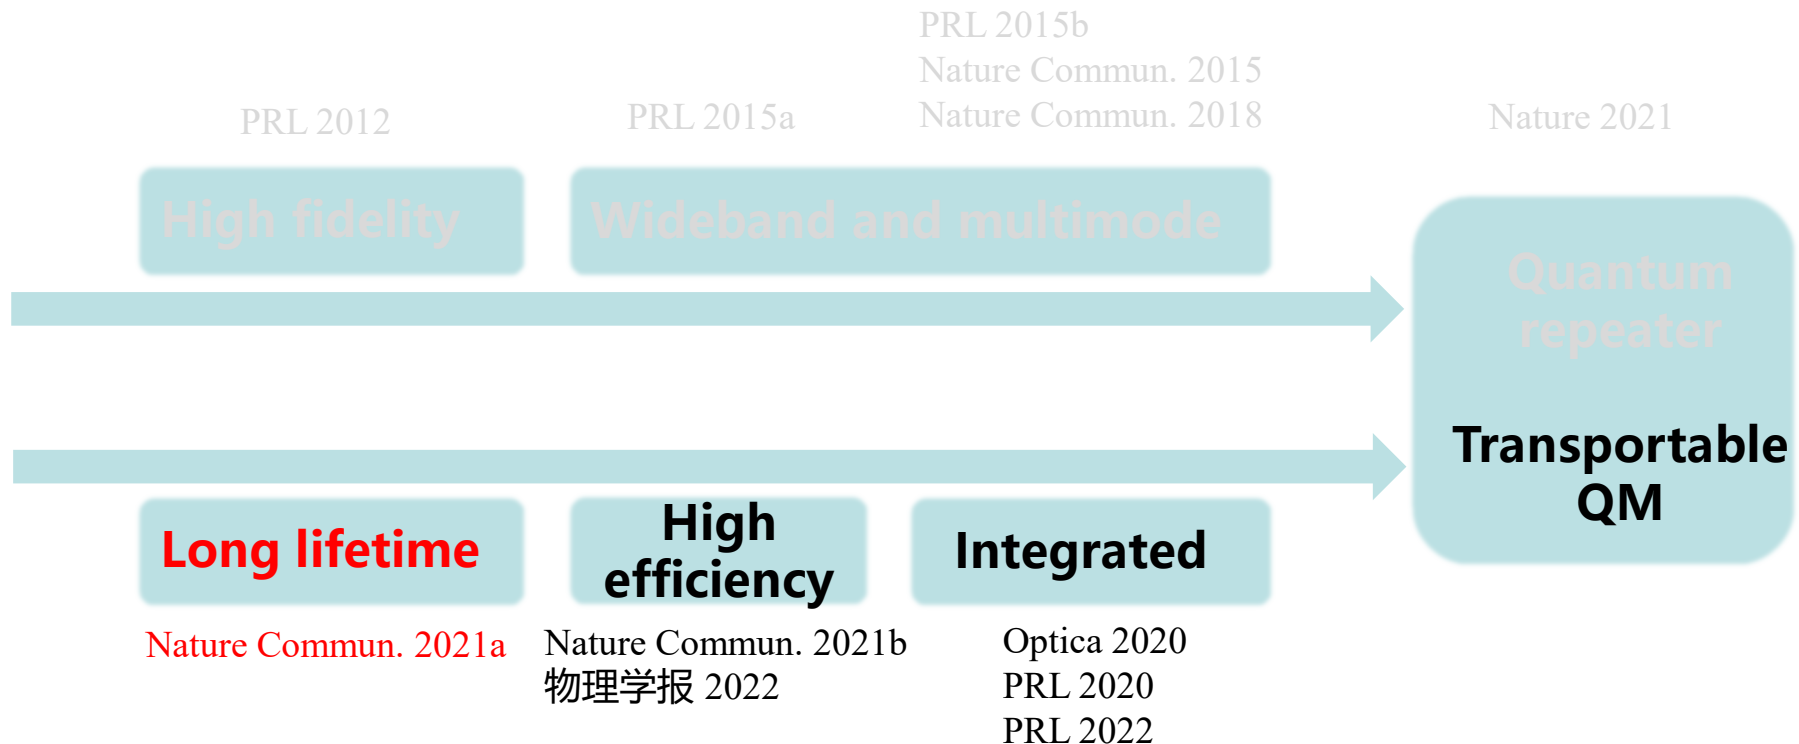 PRL 2012
PRL 2015a
PRL 2015b
Nature Commun. 2015
Nature Commun. 2018
Nature 2021
High fidelity
Wideband and multimode
Quantum
repeater
Transportable
QM
Long lifetime
High
efficiency
Integrated
Nature Commun. 2021a
Nature Commun. 2021b
物理学报 2022
Optica 2020
PRL 2020
PRL 2022